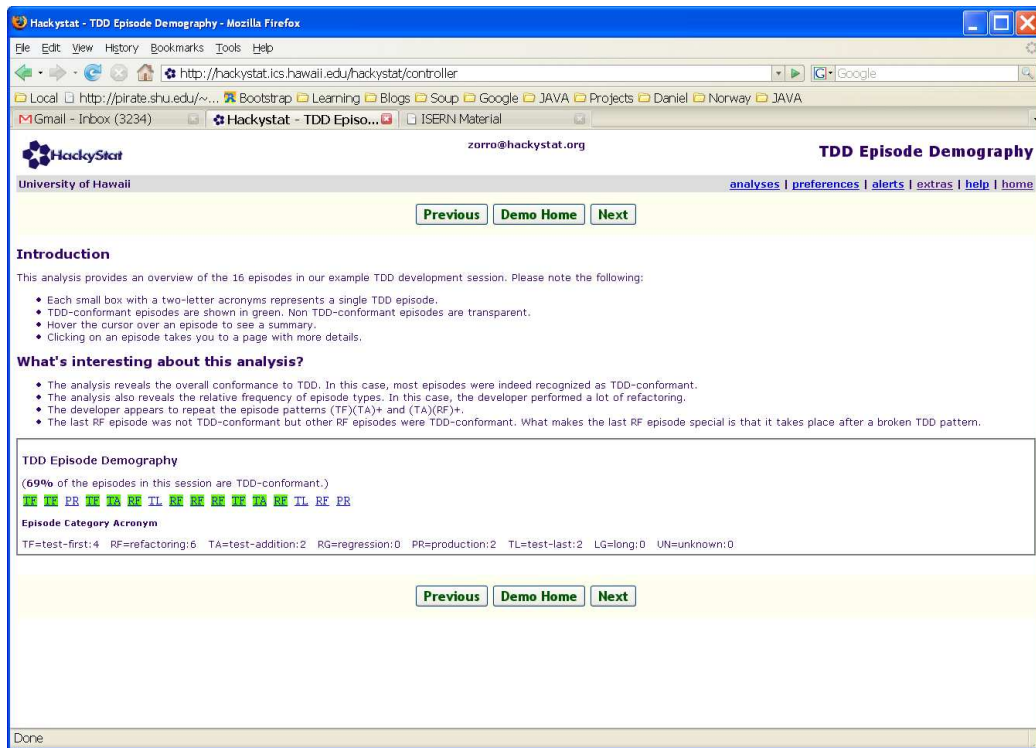 Hackystat - TDD Episode Demography - Mozilla Firefox
File Edit View History Bookmarks Tools Help
http://hackystat.ics.hawaii.edu/hackystat/controller G Google
Local http://pirate.shu.edu/~... Bootstrap Learning Blogs Soup Google JAVA Projects Daniel Norway JAVA
Gmail - Inbox (3234) Hackystat - TDD Episo... ISERN Material
HackyStat zorro@hackystat.org TDD Episode Demography
University of Hawaii analyses | preferences | alerts | extras | help | home
Previous Demo Home Next
Introduction
This analysis provides an overview of the 16 episodes in our example TDD development session. Please note the following:
Each small box with a two-letter acronyms represents a single TDD episode.
TDD-conformant episodes are shown in green. Non TDD-conformant episodes are transparent.
Hover the cursor over an episode to see a summary.
Clicking on an episode takes you to a page with more details.
What's interesting about this analysis?
The analysis reveals the overall conformance to TDD. In this case, most episodes were indeed recognized as TDD-conformant.
The analysis also reveals the relative frequency of episode types. In this case, the developer performed a lot of refactoring.
The developer appears to repeat the episode patterns (TF)(TA)+ and (TA)(RF)+.
The last RF episode was not TDD-conformant but other RF episodes were TDD-conformant. What makes the last RF episode special is that it takes place after a broken TDD pattern.
TDD Episode Demography
(69% of the episodes in this session are TDD-conformant.)
TF TF PR TF TA RF TL RF RF RF TF TA RF TL RF PR
Episode Category Acronym
TF=test-first:4 RF=refactoring:6 TA=test-addition:2 RG=regression:0 PR=production:2 TL=test-last:2 LG=long:0 UN=unknown:0
Previous Demo Home Next
Done